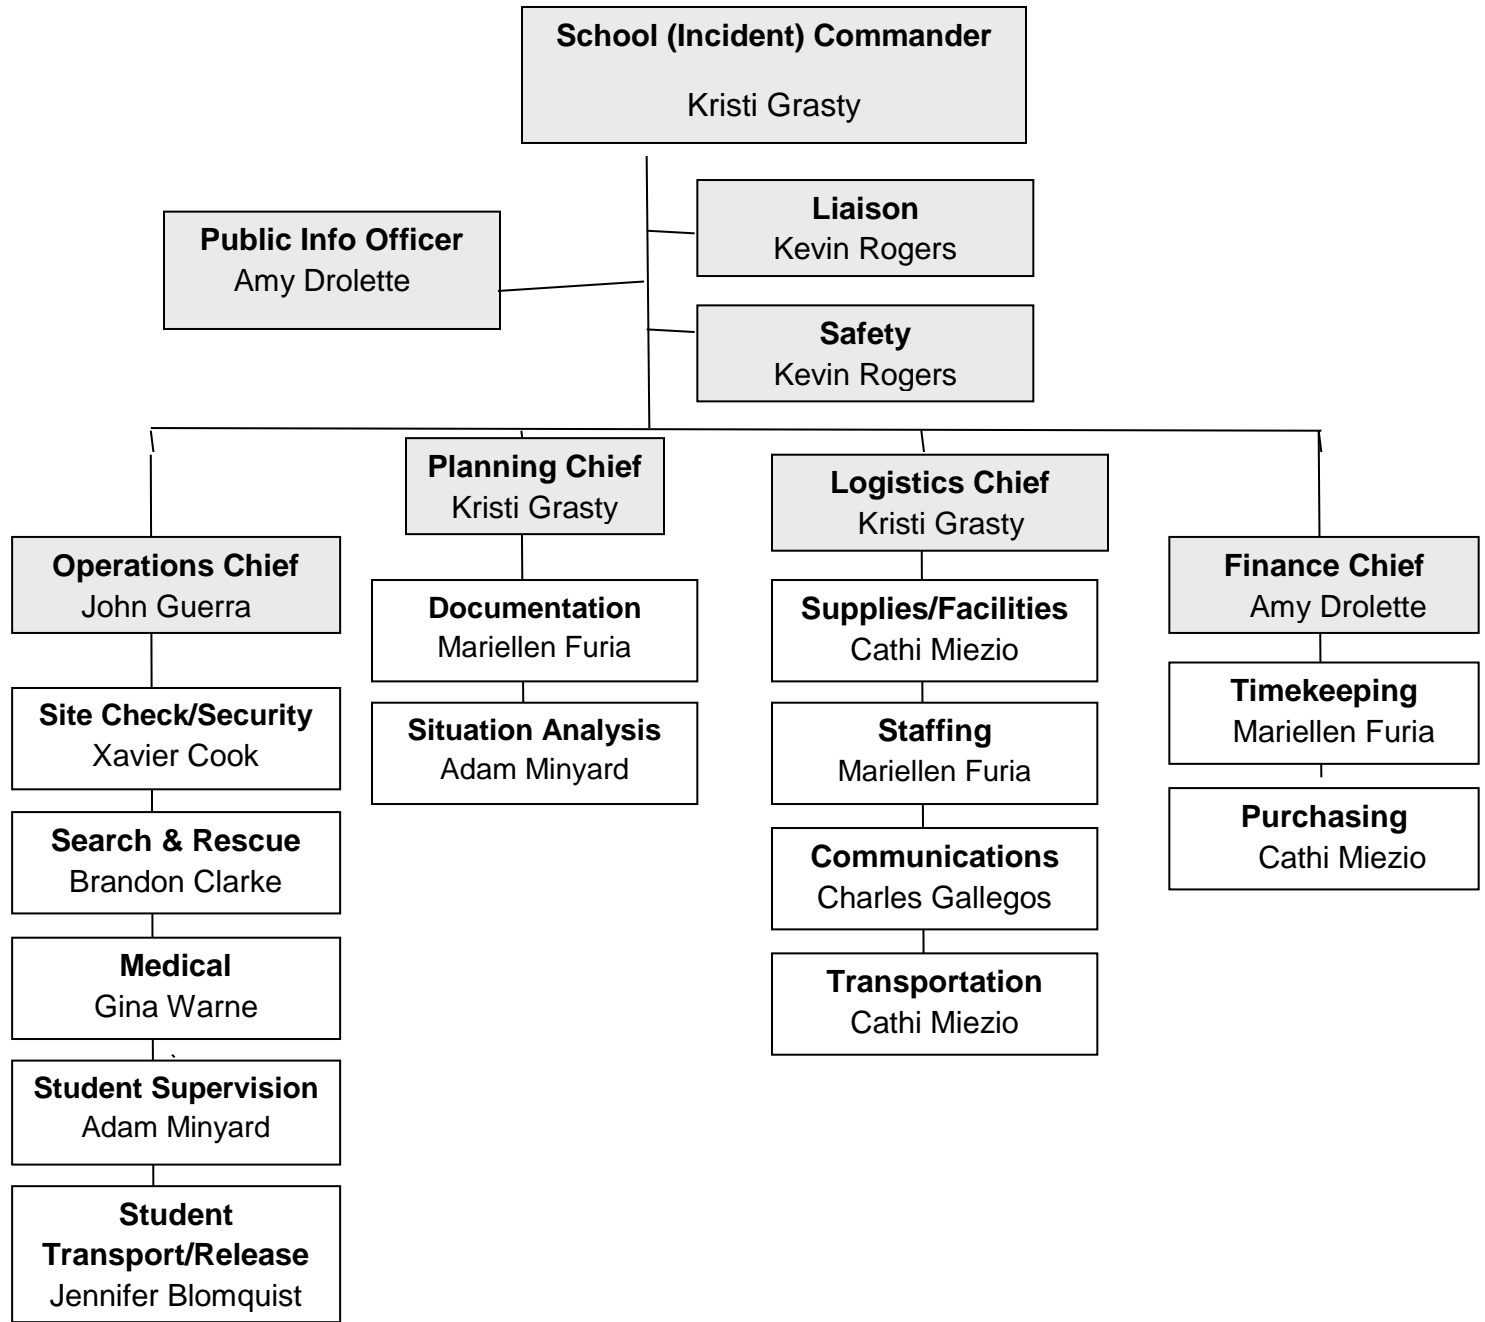 School (Incident) Commander
Kristi Grasty
Liaison
Kevin Rogers
Public Info Officer
Amy Drolette
Safety
Kevin Rogers
Operations Chief
John Guerra
Site Check/Security
Xavier Cook
Search & Rescue
Brandon Clarke
Medical
Gina Warne
Student Supervision
Adam Minyard
Student
Transport/Release
Jennifer Blomquist
Planning Chief
Kristi Grasty
Documentation
Mariellen Furia
Situation Analysis
Adam Minyard
Logistics Chief
Kristi Grasty
Supplies/Facilities
Cathi Miezio
Staffing
Mariellen Furia
Communications
Charles Gallegos
Transportation
Cathi Miezio
Finance Chief
Amy Drolette
Timekeeping
Mariellen Furia
Purchasing
Cathi Miezio